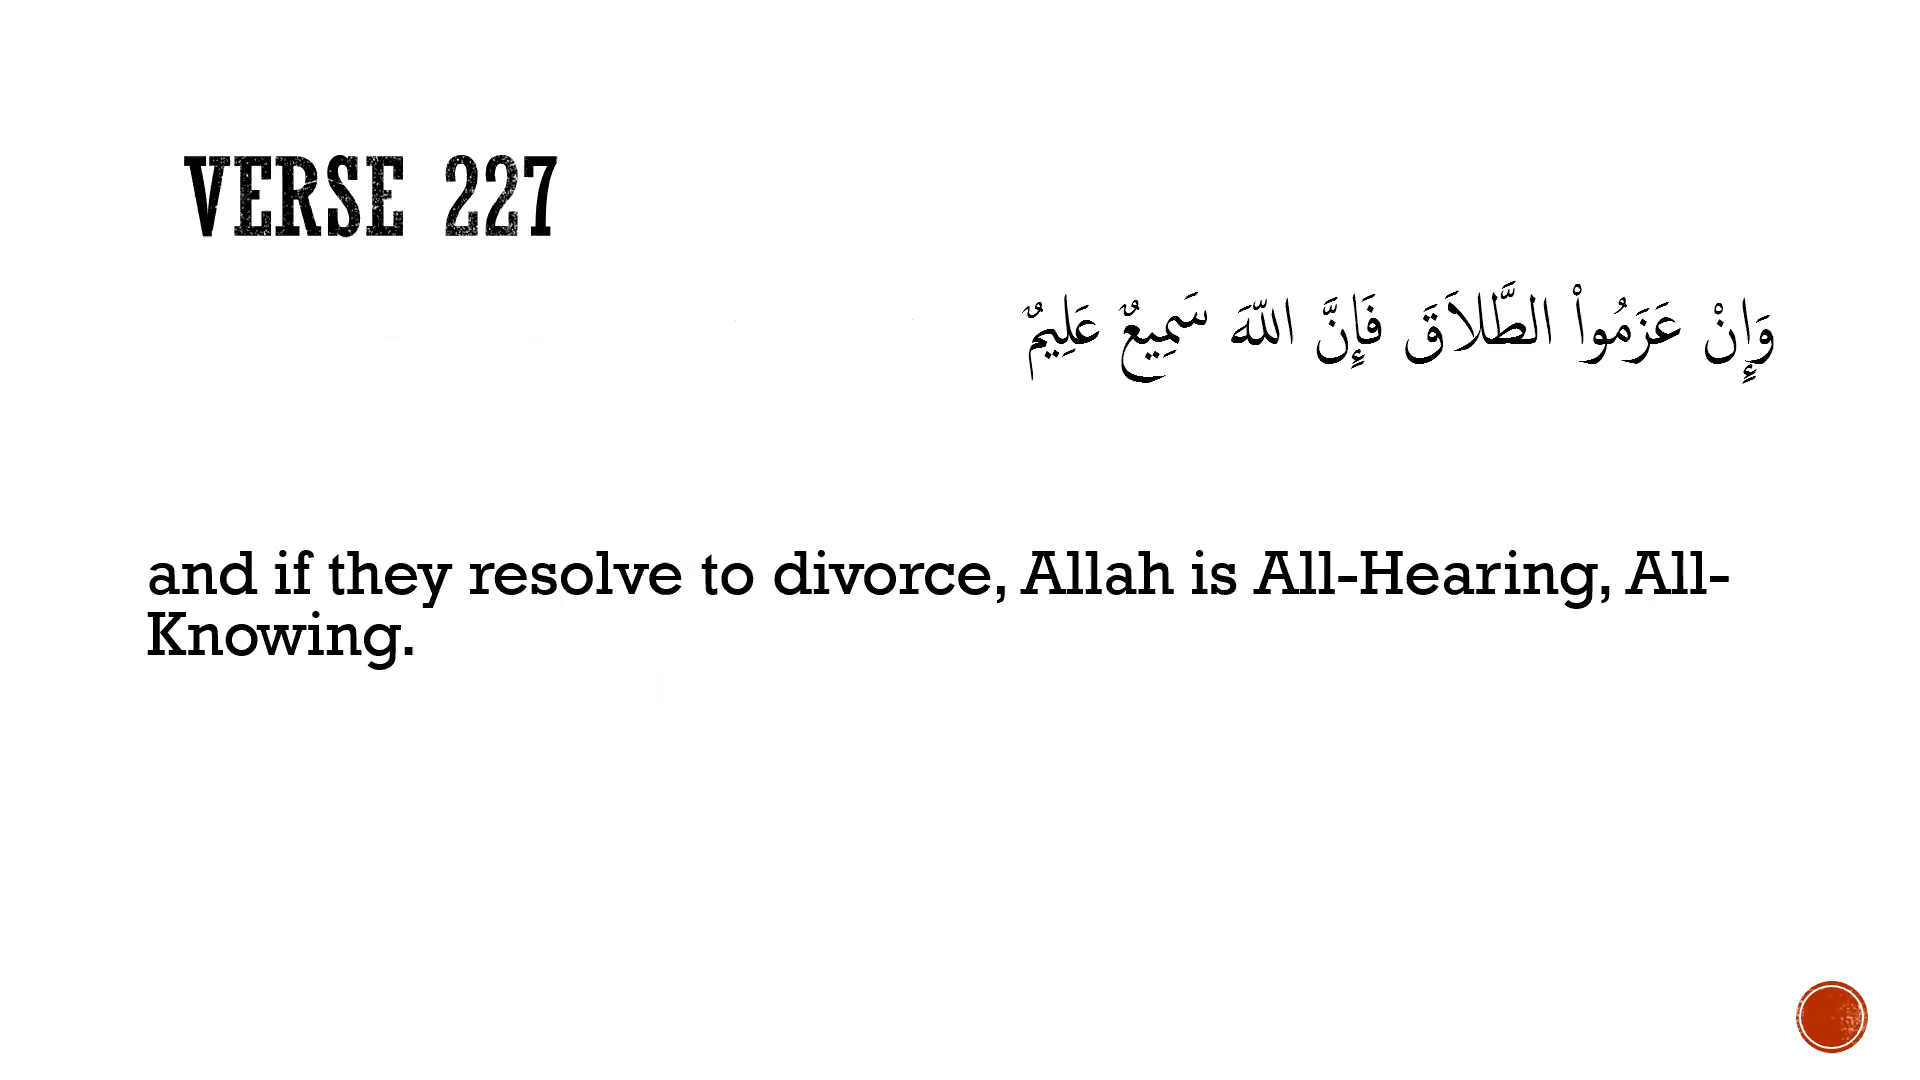 VERSE 227
وَإِنْ عَزَمُواْ الطَّلاَقَ فَإِنَّ اللّهَ سَمِيعٌ عَلِيمٌ
and if they resolve to divorce, Allah is All-Hearing, All-
Knowing.